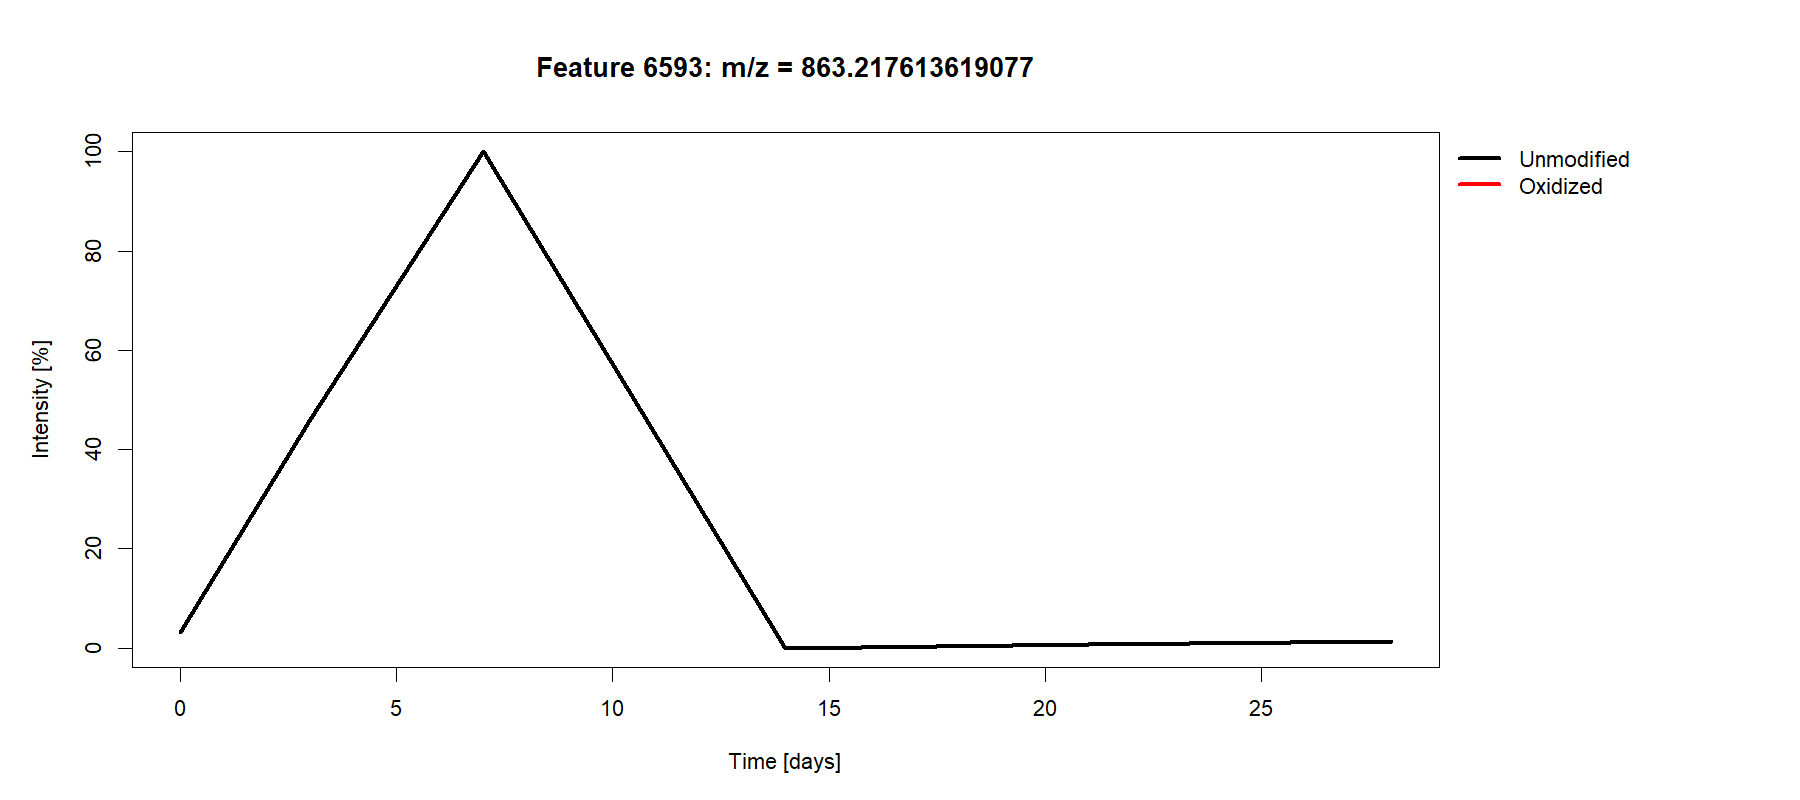 Feature 6593: m/z = 863.217613619077
Unmodified
Oxidized
Intensity [%]
100
80
60
40
20
0
0 5 10 15 20 25
Time [days]